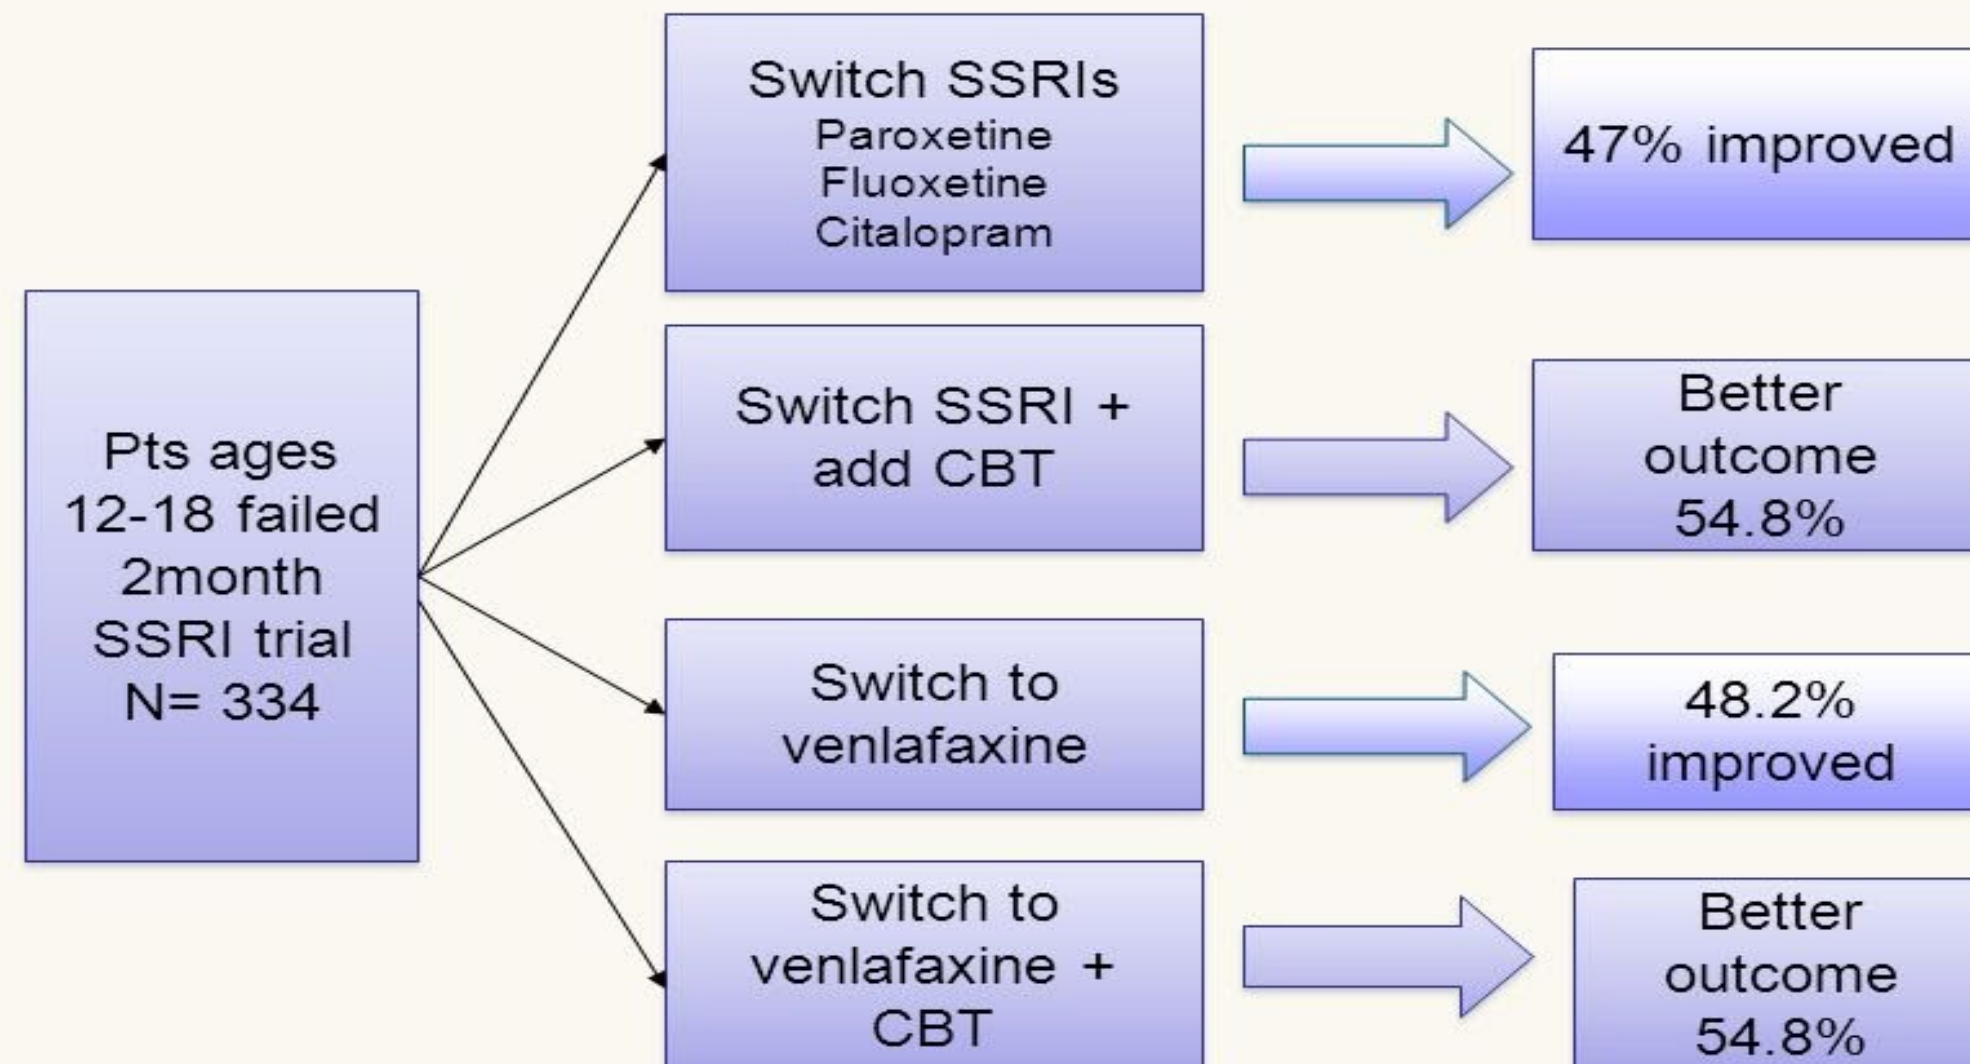 Pts ages
12-18 failed
2month
SSRI trial
N= 334
Switch SSRIs
Paroxetine
Fluoxetine
Citalopram
47% improved
Switch SSRI +
add CBT
Better
outcome
54.8%
Switch to
venlafaxine
48.2%
improved
Switch to
venlafaxine +
CBT
Better
outcome
54.8%